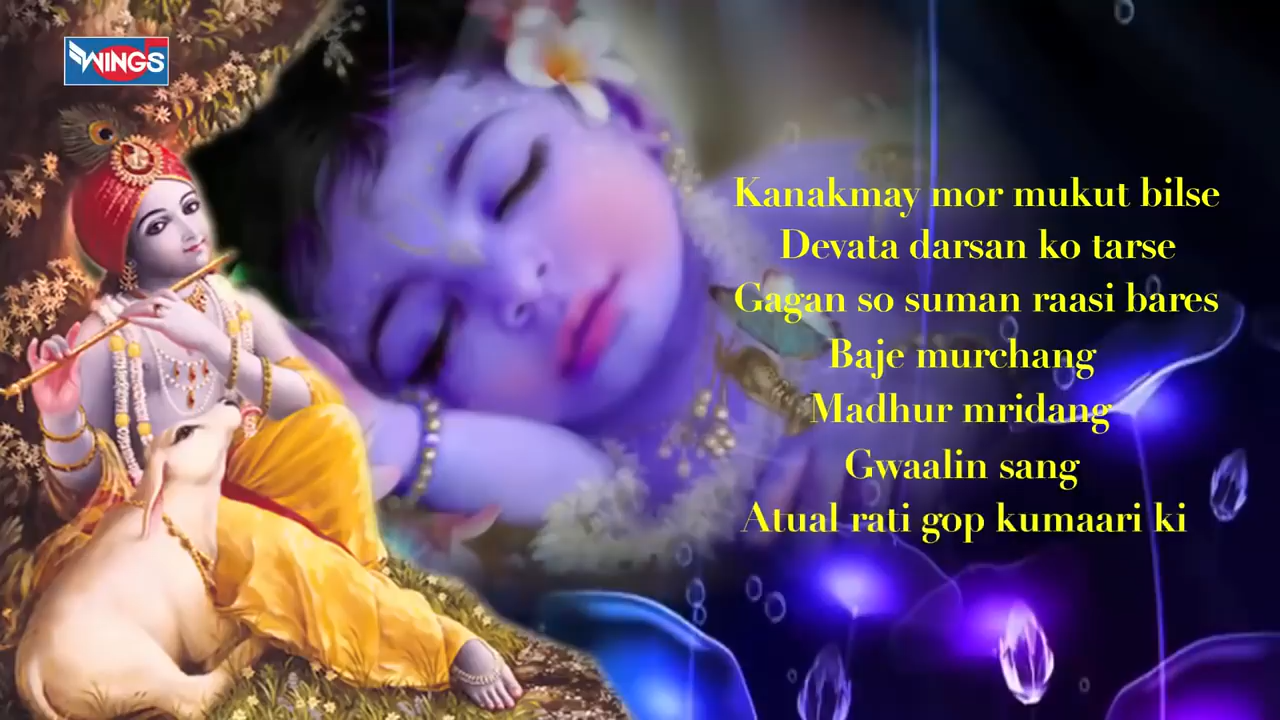 WINGS
Kanakmay mor mukut bilse
Devata darsan ko tarse
Gagan so suman raasi bares
Baje murchang
Madhur mridang
Gwaalin sang
Atual rati gop kumaari ki